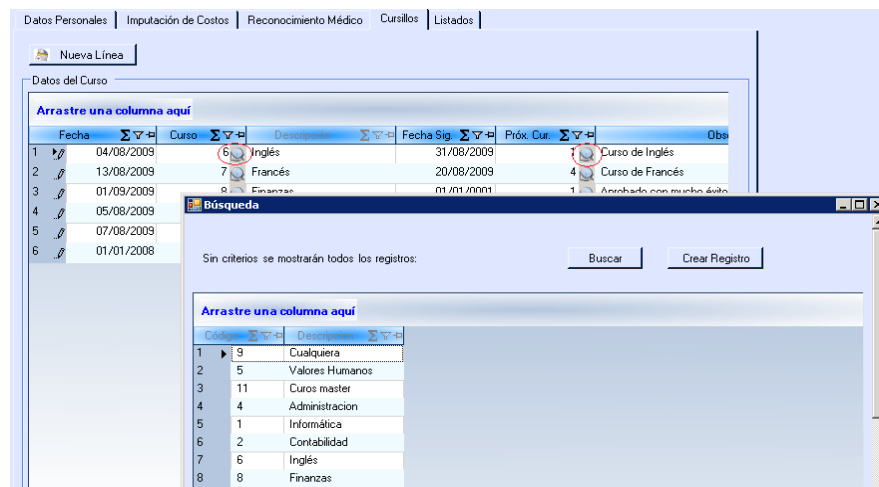 Datos Personales Imputación de Costos Reconocimiento Médico Cursillos Listados
Nueva Línea
Datos del Curso
Arrastre una columna aquí
Fecha Curso Descripción Fecha Sig. Próx. Cur.
1 04/08/2009 6 Inglés 31/08/2009 Curso de Inglés
2 13/08/2009 7 Francés 20/08/2009 4 Curso de Francés
3 01/09/2009 8 Finanzas 01/01/0001 1 Aprobado con mucho éxito
4 05/08/2009
5 07/08/2009
6 01/01/2008
Búsqueda
Sin criterios se mostrarán todos los registros:
Buscar Crear Registro
Arrastre una columna aquí
Código Descripcion
1 9 Cualquiera
2 5 Valores Humanos
3 11 Curos master
4 4 Administracion
5 1 Informática
6 2 Contabilidad
7 6 Inglés
8 8 Finanzas